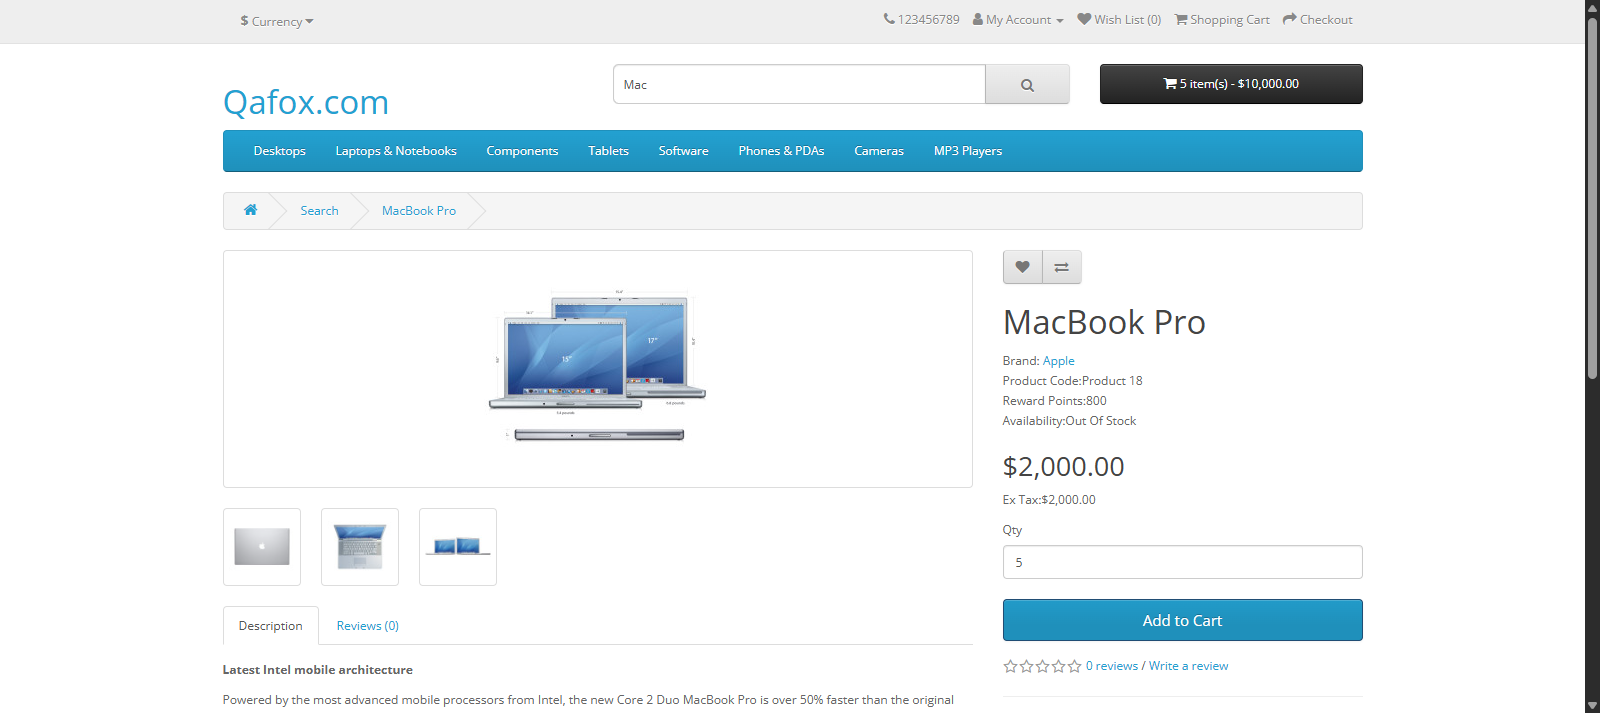 $ Currency
123456789 My Account Wish List (0) Shopping Cart Checkout
Qafox.com
Mac
5 item(s) - $10,000.00
Desktops Laptops & Notebooks Components Tablets Software Phones & PDAs Cameras MP3 Players
Search MacBook Pro
15"
17"
MacBook Pro
Brand: Apple
Product Code:Product 18
Reward Points:800
Availability:Out Of Stock
$2,000.00
Ex Tax:$2,000.00
Qty
5
Add to Cart
0 reviews / Write a review
Description Reviews (0)
Latest Intel mobile architecture
Powered by the most advanced mobile processors from Intel, the new Core 2 Duo MacBook Pro is over 50% faster than the original